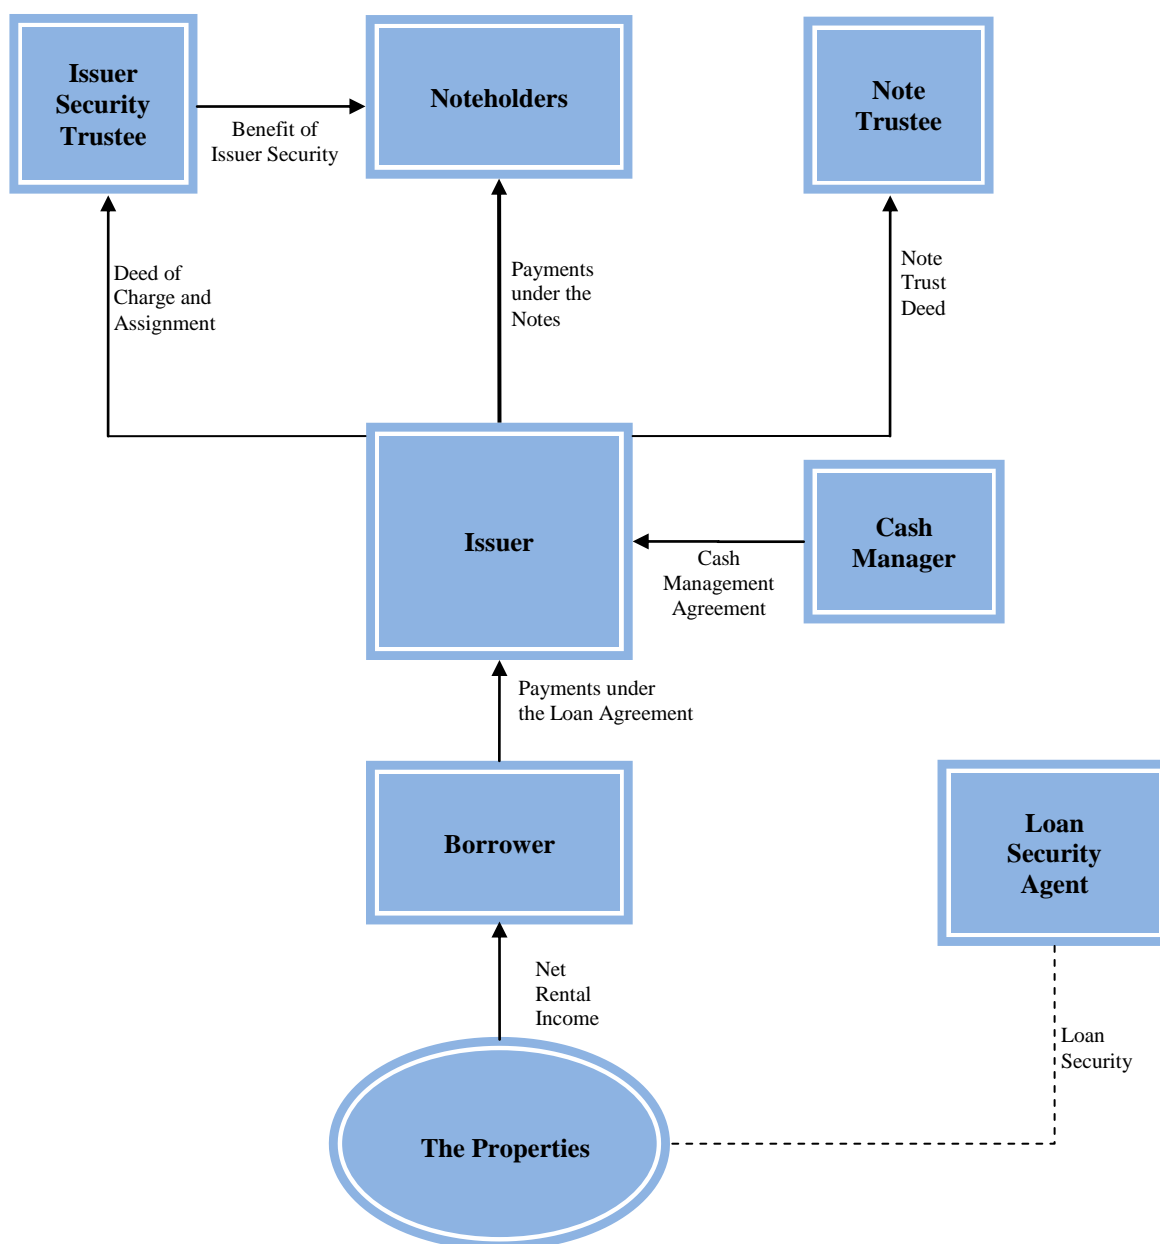 Issuer
Security
Trustee
Noteholders
Note
Trustee
Benefit of
Issuer Security
Deed of
Charge and
Assignment
Payments
under the
Notes
Note
Trust
Deed
Issuer
Cash
Manager
Cash
Management
Agreement
Payments under
the Loan Agreement
Borrower
Loan
Security
Agent
Net
Rental
Income
Loan
Security
The Properties